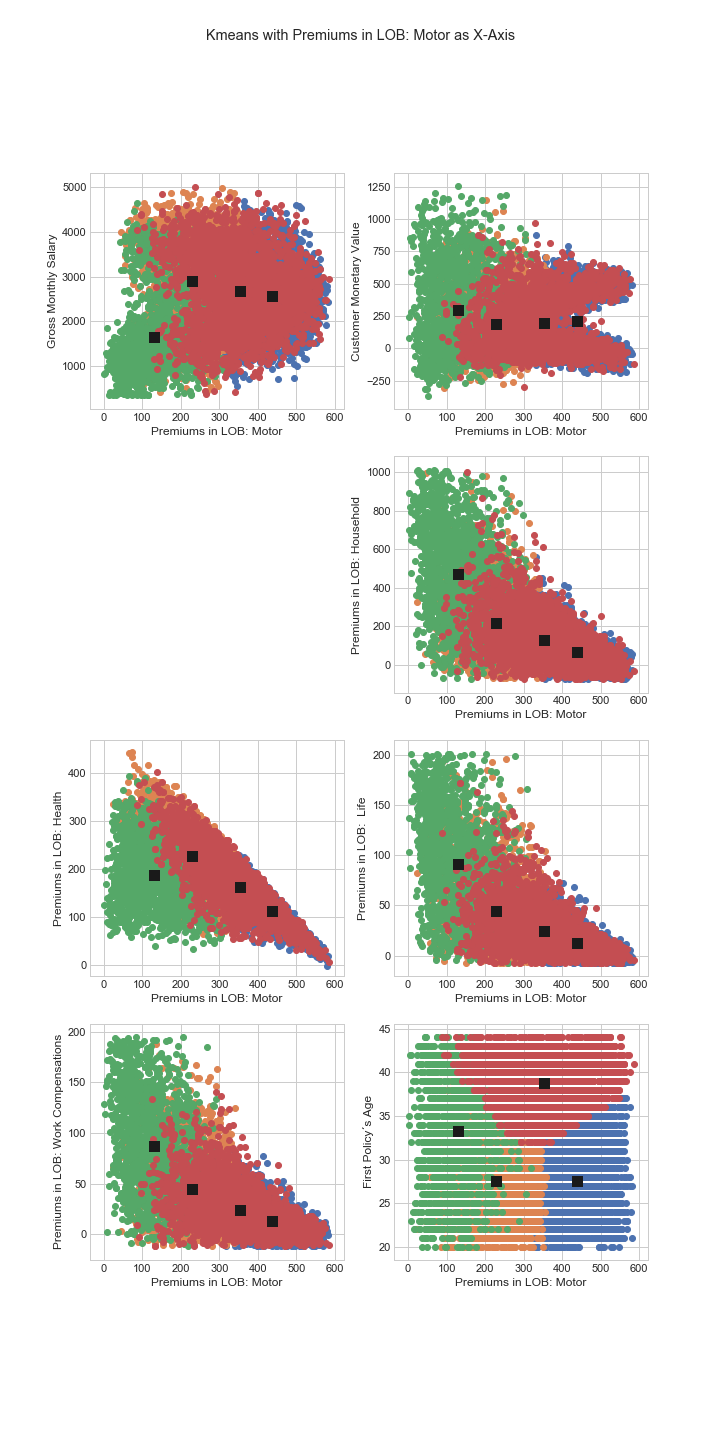 Kmeans with Premiums in LOB: Motor as X-Axis
Gross Monthly Salary
5000
4000
3000
2000
1000
0 100 200 300 400 500 600
Premiums in LOB: Motor
Customer Monetary Value
1250
1000
750
500
250
0
−250
0 100 200 300 400 500 600
Premiums in LOB: Motor
Premiums in LOB: Household
1000
800
600
400
200
0
0 100 200 300 400 500 600
Premiums in LOB: Motor
Premiums in LOB: Health
400
300
200
100
0
0 100 200 300 400 500 600
Premiums in LOB: Motor
Premiums in LOB:  Life
200
150
100
50
0
0 100 200 300 400 500 600
Premiums in LOB: Motor
Premiums in LOB: Work Compensations
200
150
100
50
0
0 100 200 300 400 500 600
Premiums in LOB: Motor
First Policy´s Age
45
40
35
30
25
20
0 100 200 300 400 500 600
Premiums in LOB: Motor